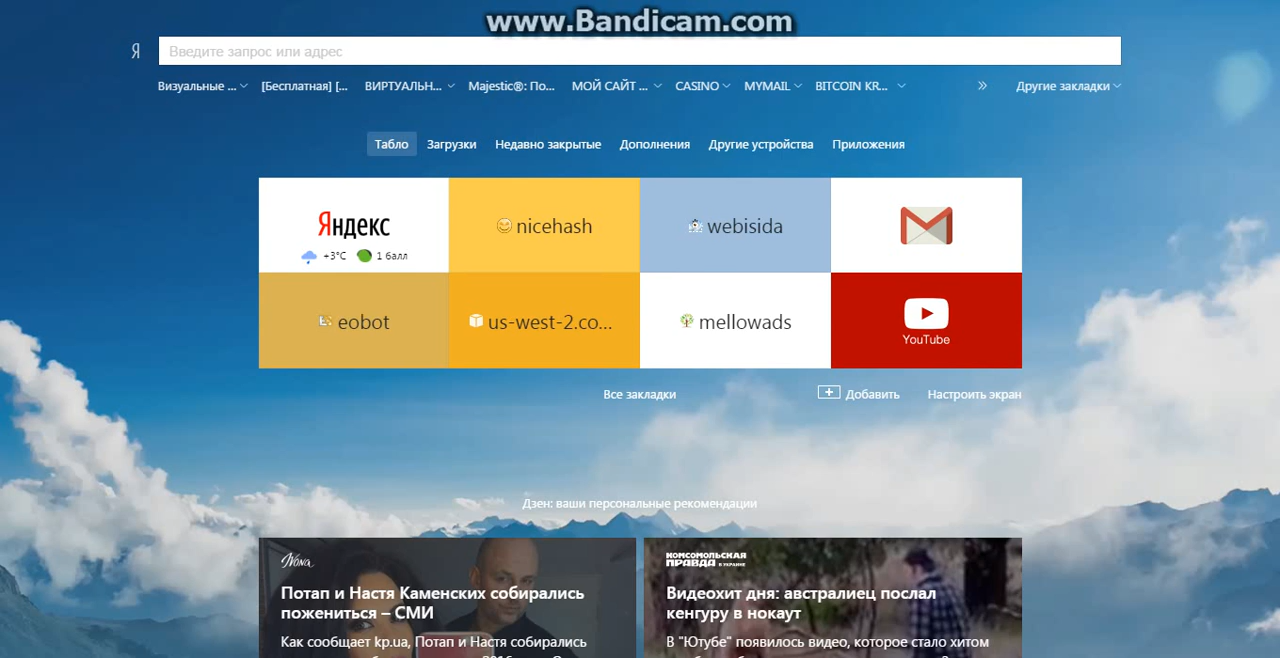 www.Bandicam.com
Я
Введите запрос или адрес
Визуальные ... [Бесплатная] [... ВИРТУАЛЬН... Majestic®: По... МОЙ САЙТ ... CASINO MYMAIL BITCOIN KR... » Другие закладки
Табло Загрузки Недавно закрытые Дополнения Другие устройства Приложения
Яндекс
+3°C 1 балл
nicehash
webisida
eobot
us-west-2.co...
mellowads
YouTube
Все закладки Добавить Настроить экран
Дзен: ваши персональные рекомендации
Nona
Потап и Настя Каменских собирались
пожениться – СМИ
Как сообщает kp.ua, Потап и Настя собирались
КОМСОМОЛЬСКАЯ
ПРАВДА В УКРАИНЕ
Видеохит дня: австралиец послал
кенгуру в нокаут
В "Ютубе" появилось видео, которое стало хитом